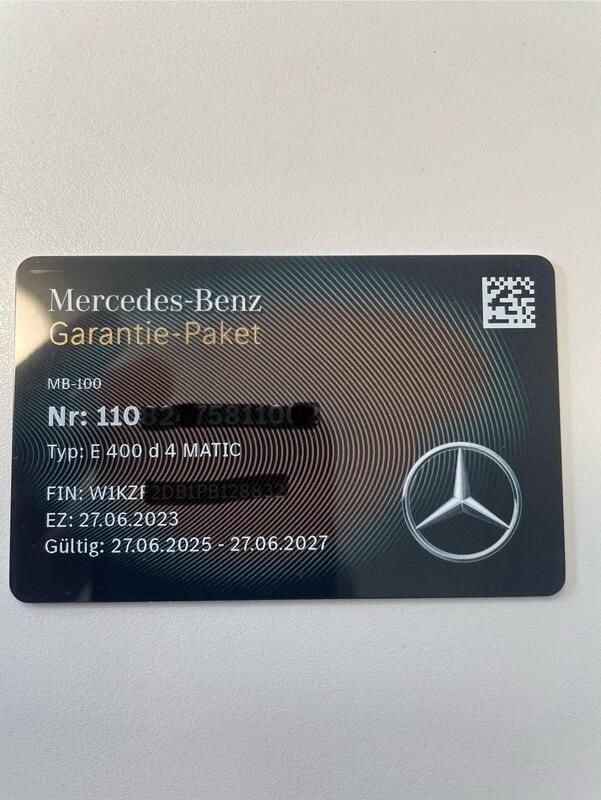 Mercedes-Benz
Garantie-Paket
MB-100
Nr: 110
Typ: E 400 d 4 MATIC
FIN: W1KZF
EZ: 27.06.2023
Gültig: 27.06.2025 - 27.06.2027